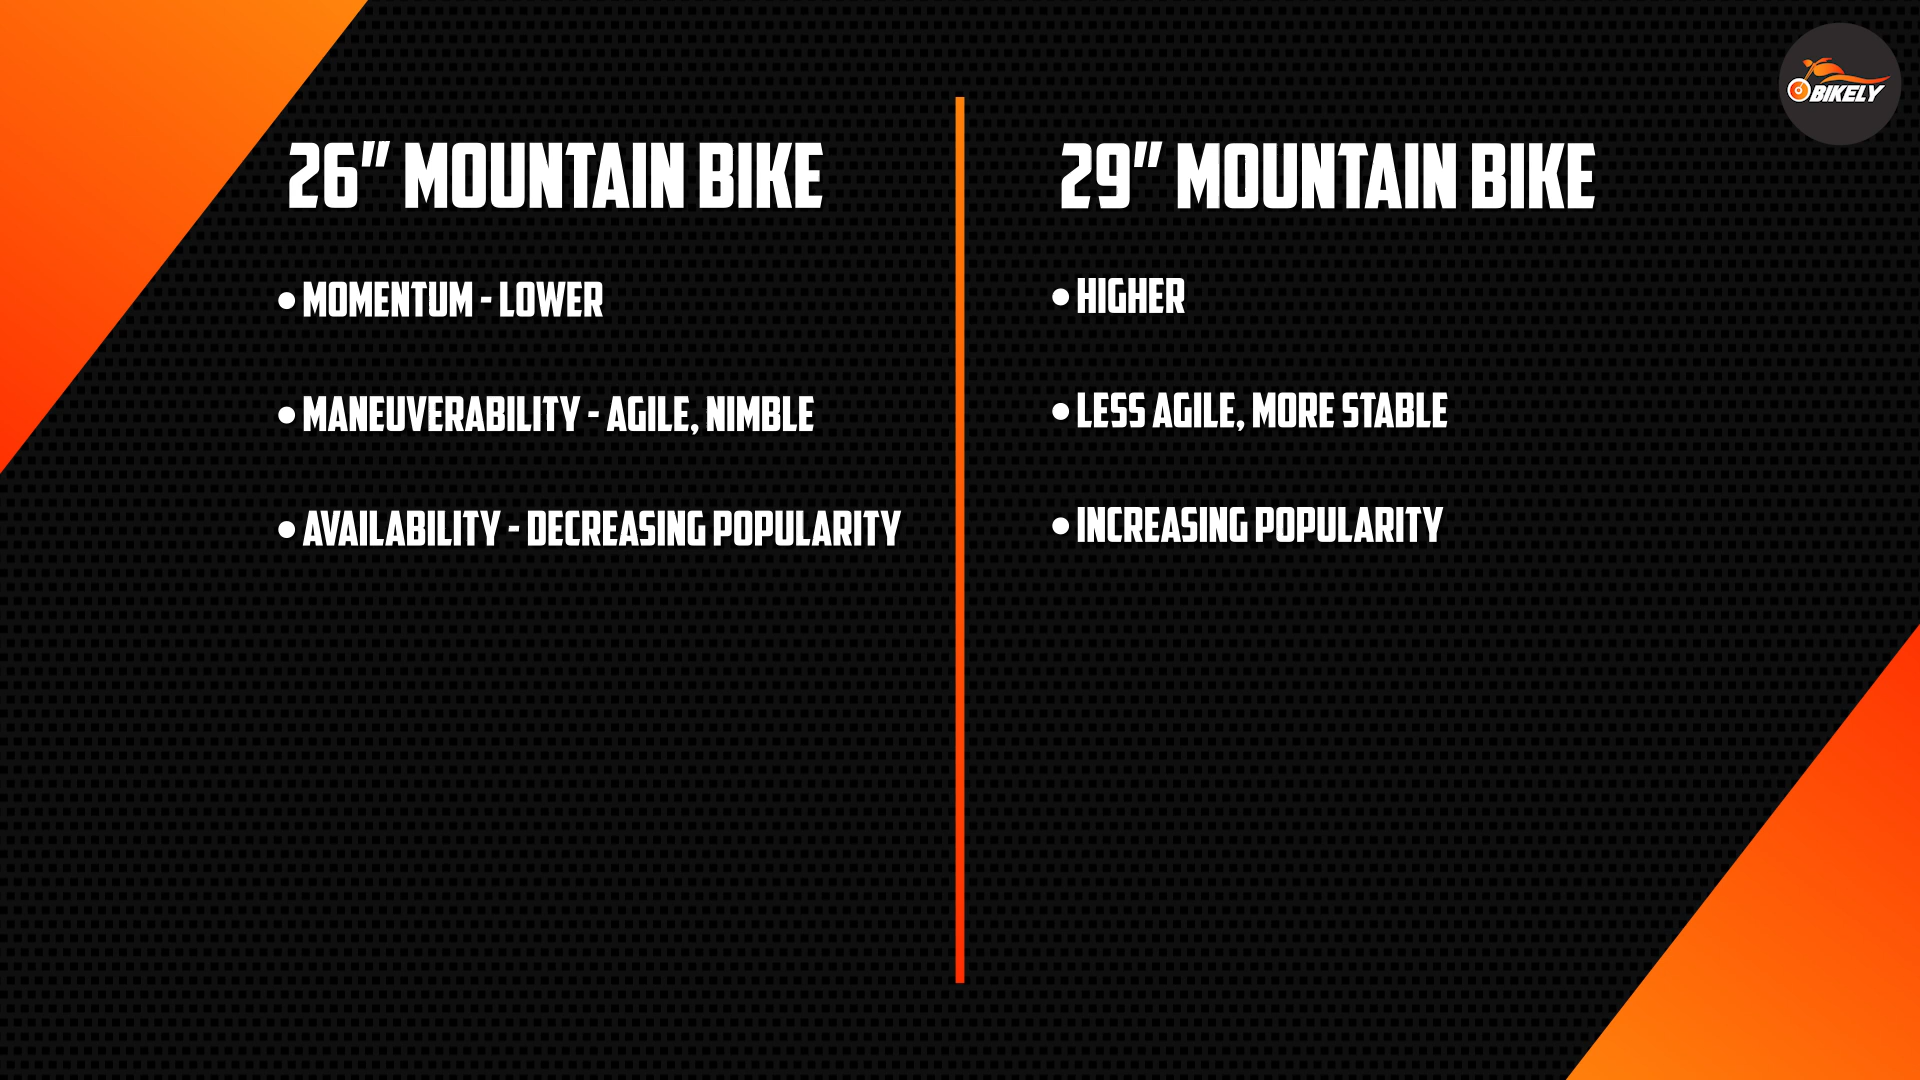 BIKELY
26" MOUNTAIN BIKE
• MOMENTUM - LOWER
• MANEUVERABILITY - AGILE, NIMBLE
• AVAILABILITY - DECREASING POPULARITY
29" MOUNTAIN BIKE
• HIGHER
• LESS AGILE, MORE STABLE
• INCREASING POPULARITY